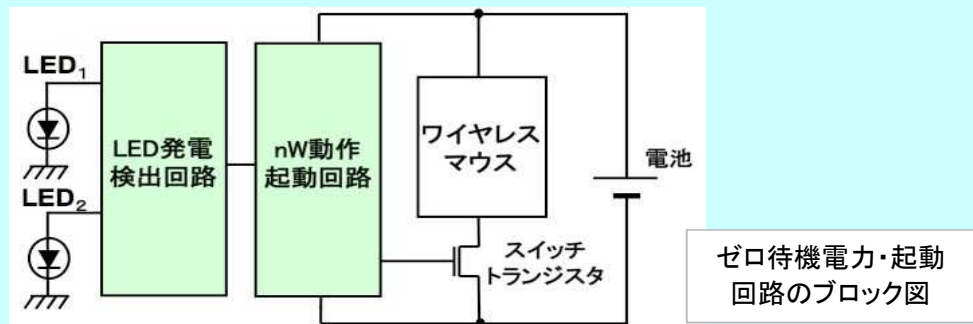 LED₁
LED₂
LED発電
検出回路
nW動作
起動回路
ワイヤレス
マウス
電池
スイッチ
トランジスタ
ゼロ待機電力・起動
回路のブロック図